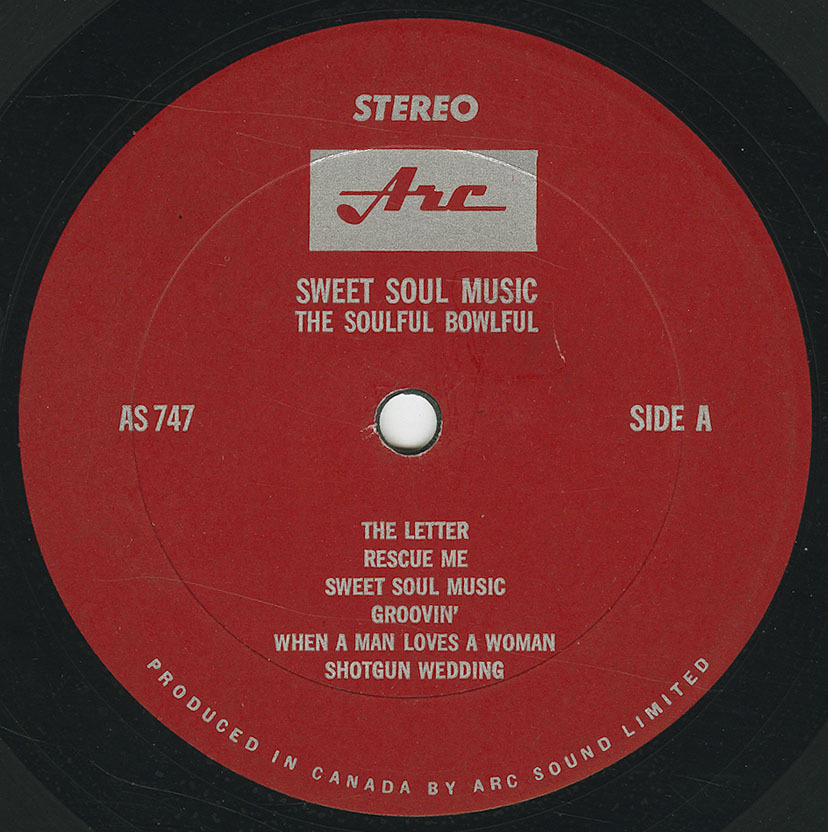 STEREO
Arc
SWEET SOUL MUSIC
THE SOULFUL BOWLFUL
AS 747
SIDE A
THE LETTER
RESCUE ME
SWEET SOUL MUSIC
GROOVIN'
WHEN A MAN LOVES A WOMAN
SHOTGUN WEDDING
PRODUCED IN CANADA BY ARC SOUND LIMITED